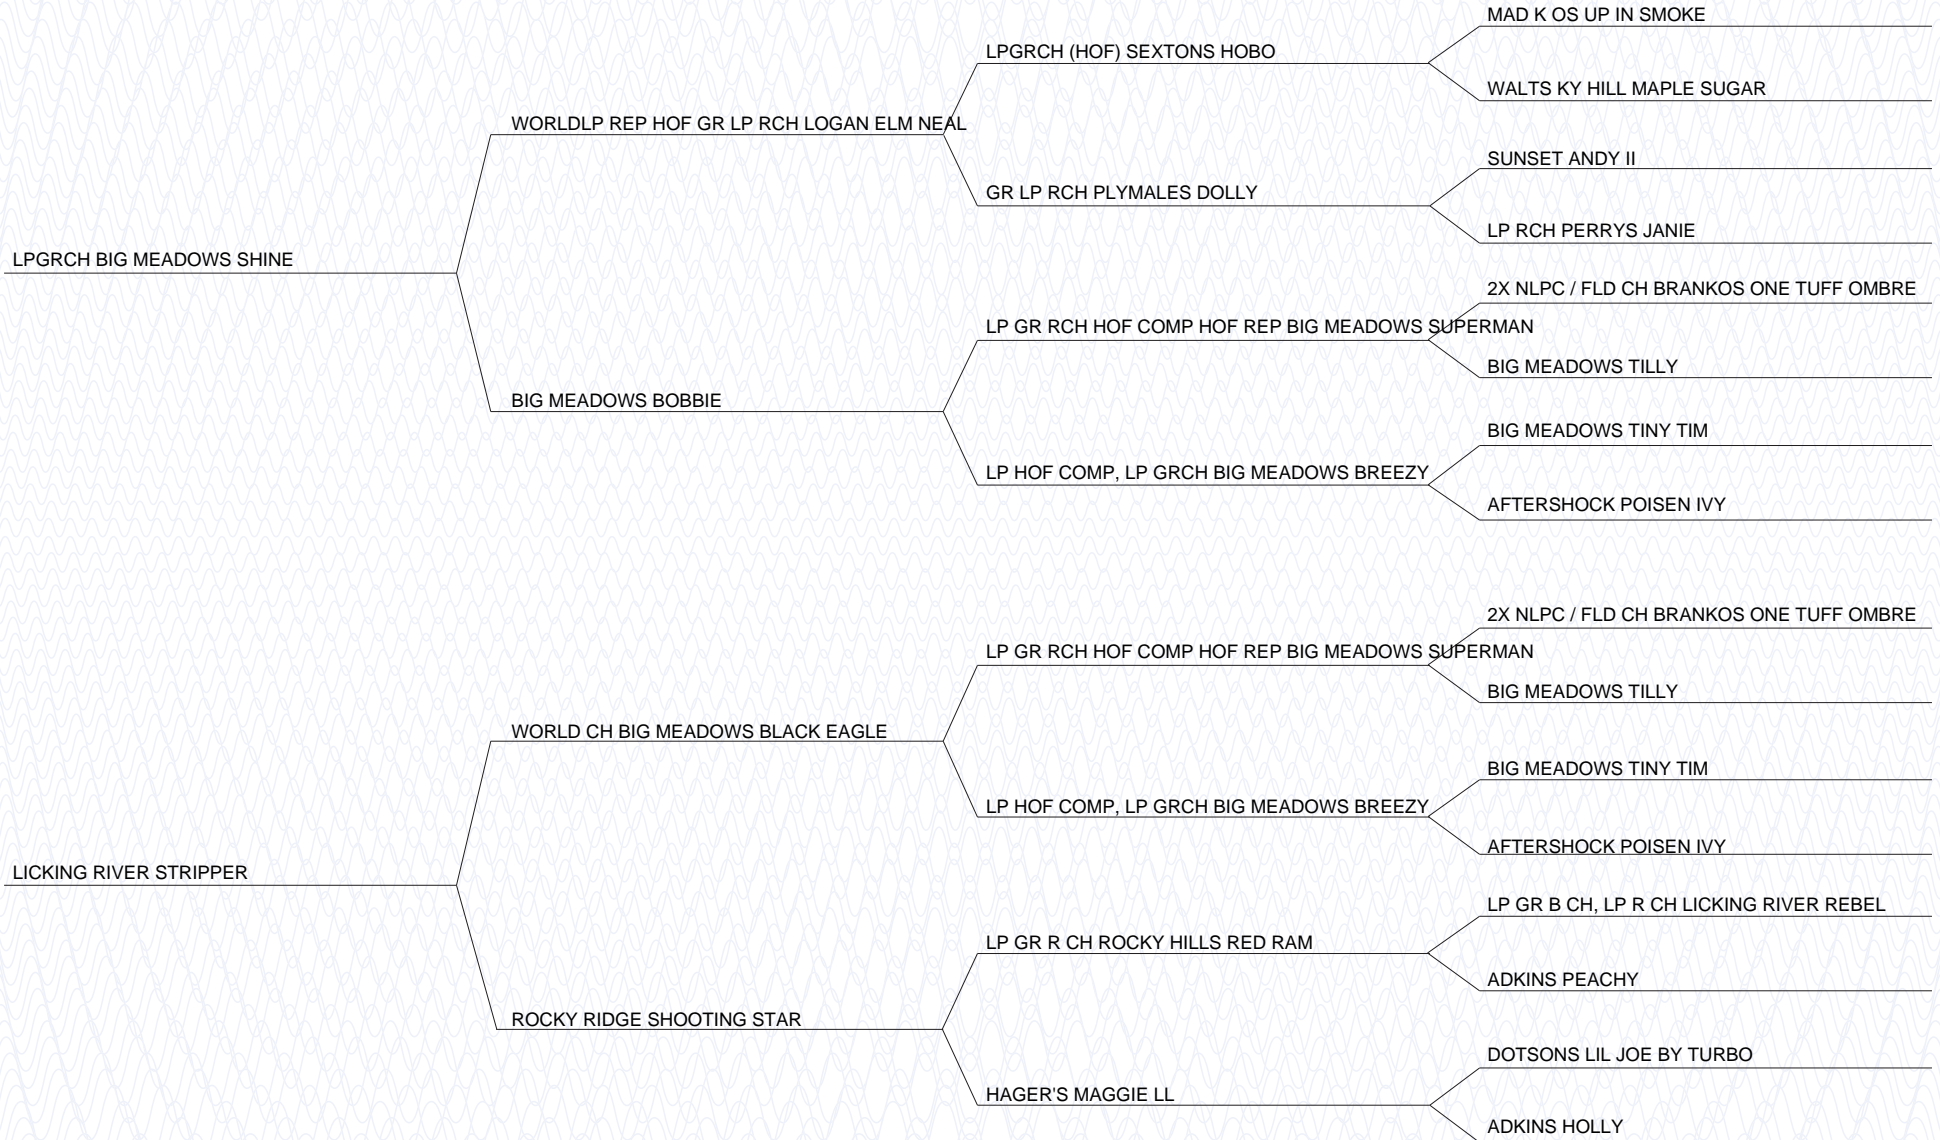 MAD K OS UP IN SMOKE
LPGRCH (HOF) SEXTONS HOBO
WALTS KY HILL MAPLE SUGAR
WORLDLP REP HOF GR LP RCH LOGAN ELM NEAL
SUNSET ANDY II
GR LP RCH PLYMALES DOLLY
LP RCH PERRYS JANIE
LPGRCH BIG MEADOWS SHINE
2X NLPC / FLD CH BRANKOS ONE TUFF OMBRE
LP GR RCH HOF COMP HOF REP BIG MEADOWS SUPERMAN
BIG MEADOWS TILLY
BIG MEADOWS BOBBIE
BIG MEADOWS TINY TIM
LP HOF COMP, LP GRCH BIG MEADOWS BREEZY
AFTERSHOCK POISEN IVY
2X NLPC / FLD CH BRANKOS ONE TUFF OMBRE
LP GR RCH HOF COMP HOF REP BIG MEADOWS SUPERMAN
BIG MEADOWS TILLY
WORLD CH BIG MEADOWS BLACK EAGLE
BIG MEADOWS TINY TIM
LP HOF COMP, LP GRCH BIG MEADOWS BREEZY
AFTERSHOCK POISEN IVY
LICKING RIVER STRIPPER
LP GR B CH, LP R CH LICKING RIVER REBEL
LP GR R CH ROCKY HILLS RED RAM
ADKINS PEACHY
ROCKY RIDGE SHOOTING STAR
DOTSONS LIL JOE BY TURBO
HAGER'S MAGGIE LL
ADKINS HOLLY